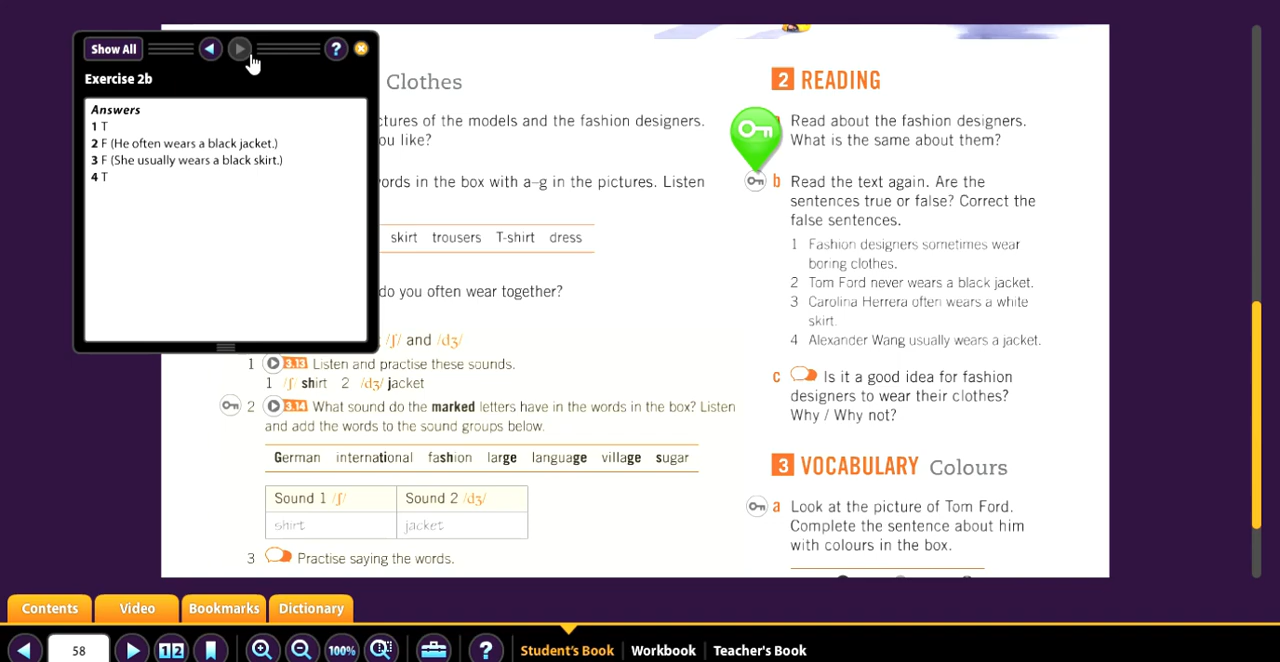 Show All
?
Exercise 2b
Answers
1 T
2 F (He often wears a black jacket.)
3 F (She usually wears a black skirt.)
4 T
Clothes
ctures of the models and the fashion designers.
ou like?
ords in the box with a–g in the pictures. Listen
skirt trousers T-shirt dress
do you often wear together?
/ʃ/ and /dʒ/
1 3.13 Listen and practise these sounds.
1 /ʃ/ shirt 2 /dʒ/ jacket
2 3.14 What sound do the marked letters have in the words in the box? Listen
and add the words to the sound groups below.
German international fashion large language village sugar
Sound 1 /ʃ/ Sound 2 /dʒ/
shirt jacket
3 Practise saying the words.
2 READING
Read about the fashion designers.
What is the same about them?
b Read the text again. Are the
sentences true or false? Correct the
false sentences.
1 Fashion designers sometimes wear
boring clothes.
2 Tom Ford never wears a black jacket.
3 Carolina Herrera often wears a white
skirt.
4 Alexander Wang usually wears a jacket.
c Is it a good idea for fashion
designers to wear their clothes?
Why / Why not?
3 VOCABULARY Colours
a Look at the picture of Tom Ford.
Complete the sentence about him
with colours in the box.
Contents Video Bookmarks Dictionary
58 12 100% ? Student's Book Workbook Teacher's Book